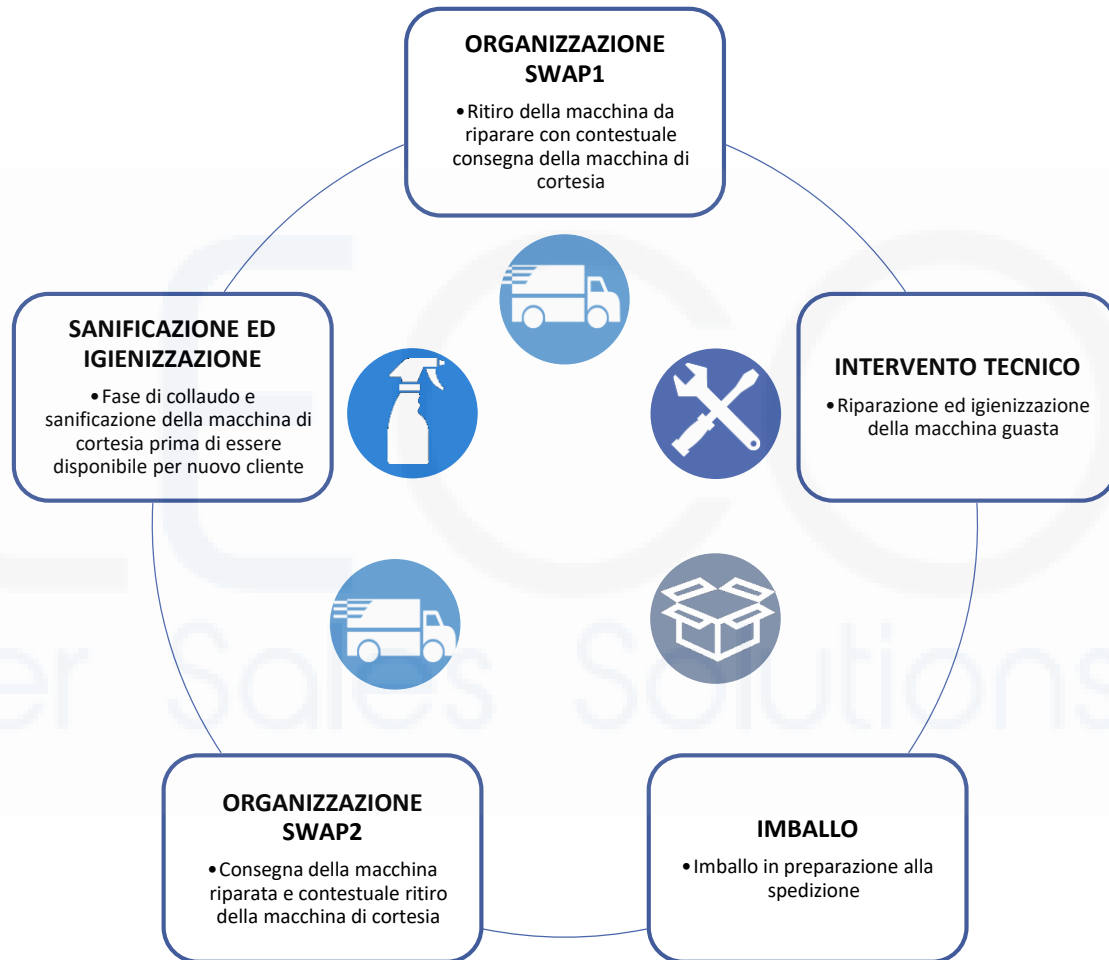 ORGANIZZAZIONE
SWAP1
•Ritiro della macchina da
riparare con contestuale
consegna della macchina di
cortesia
INTERVENTO TECNICO
•Riparazione ed igienizzazione
della macchina guasta
IMBALLO
•Imballo in preparazione alla
spedizione
ORGANIZZAZIONE
SWAP2
•Consegna della macchina
riparata e contestuale ritiro
della macchina di cortesia
SANIFICAZIONE ED
IGIENIZZAZIONE
•Fase di collaudo e
sanificazione della macchina di
cortesia prima di essere
disponibile per nuovo cliente
er Sales Solutions